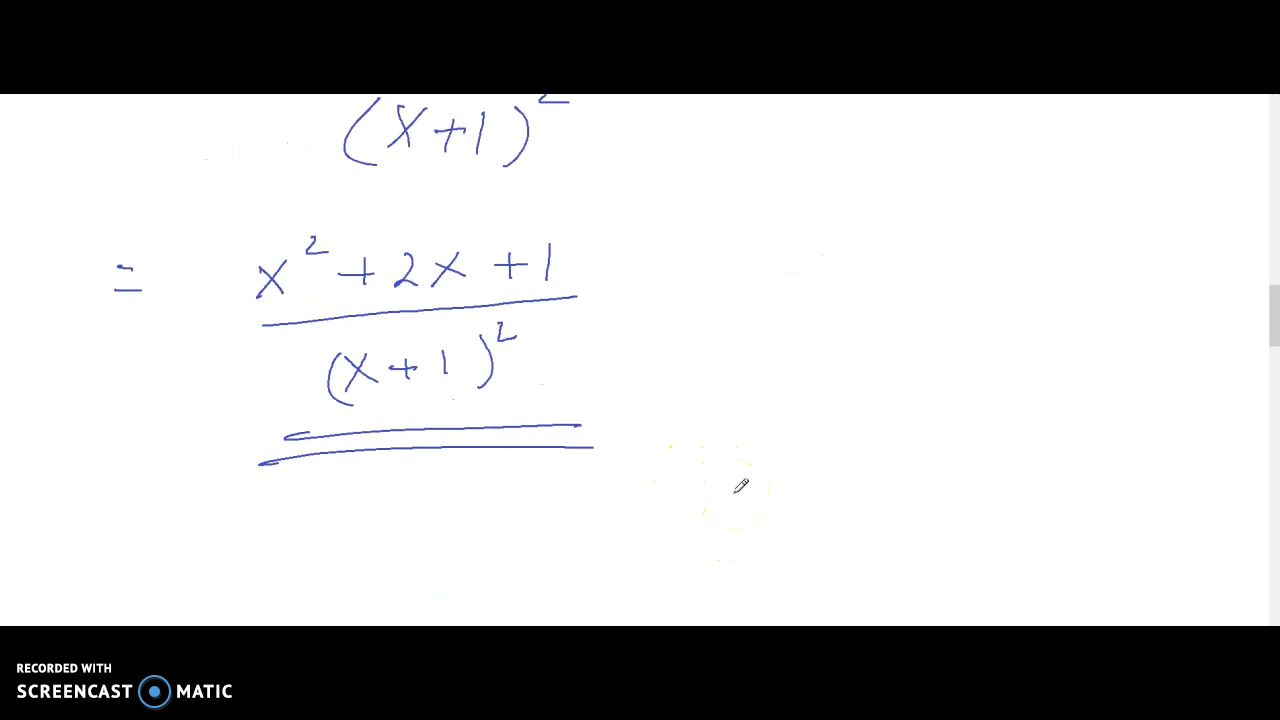 (x+1)²
= x² + 2x + 1
(x + 1)²
RECORDED WITH
SCREENCAST MATIC